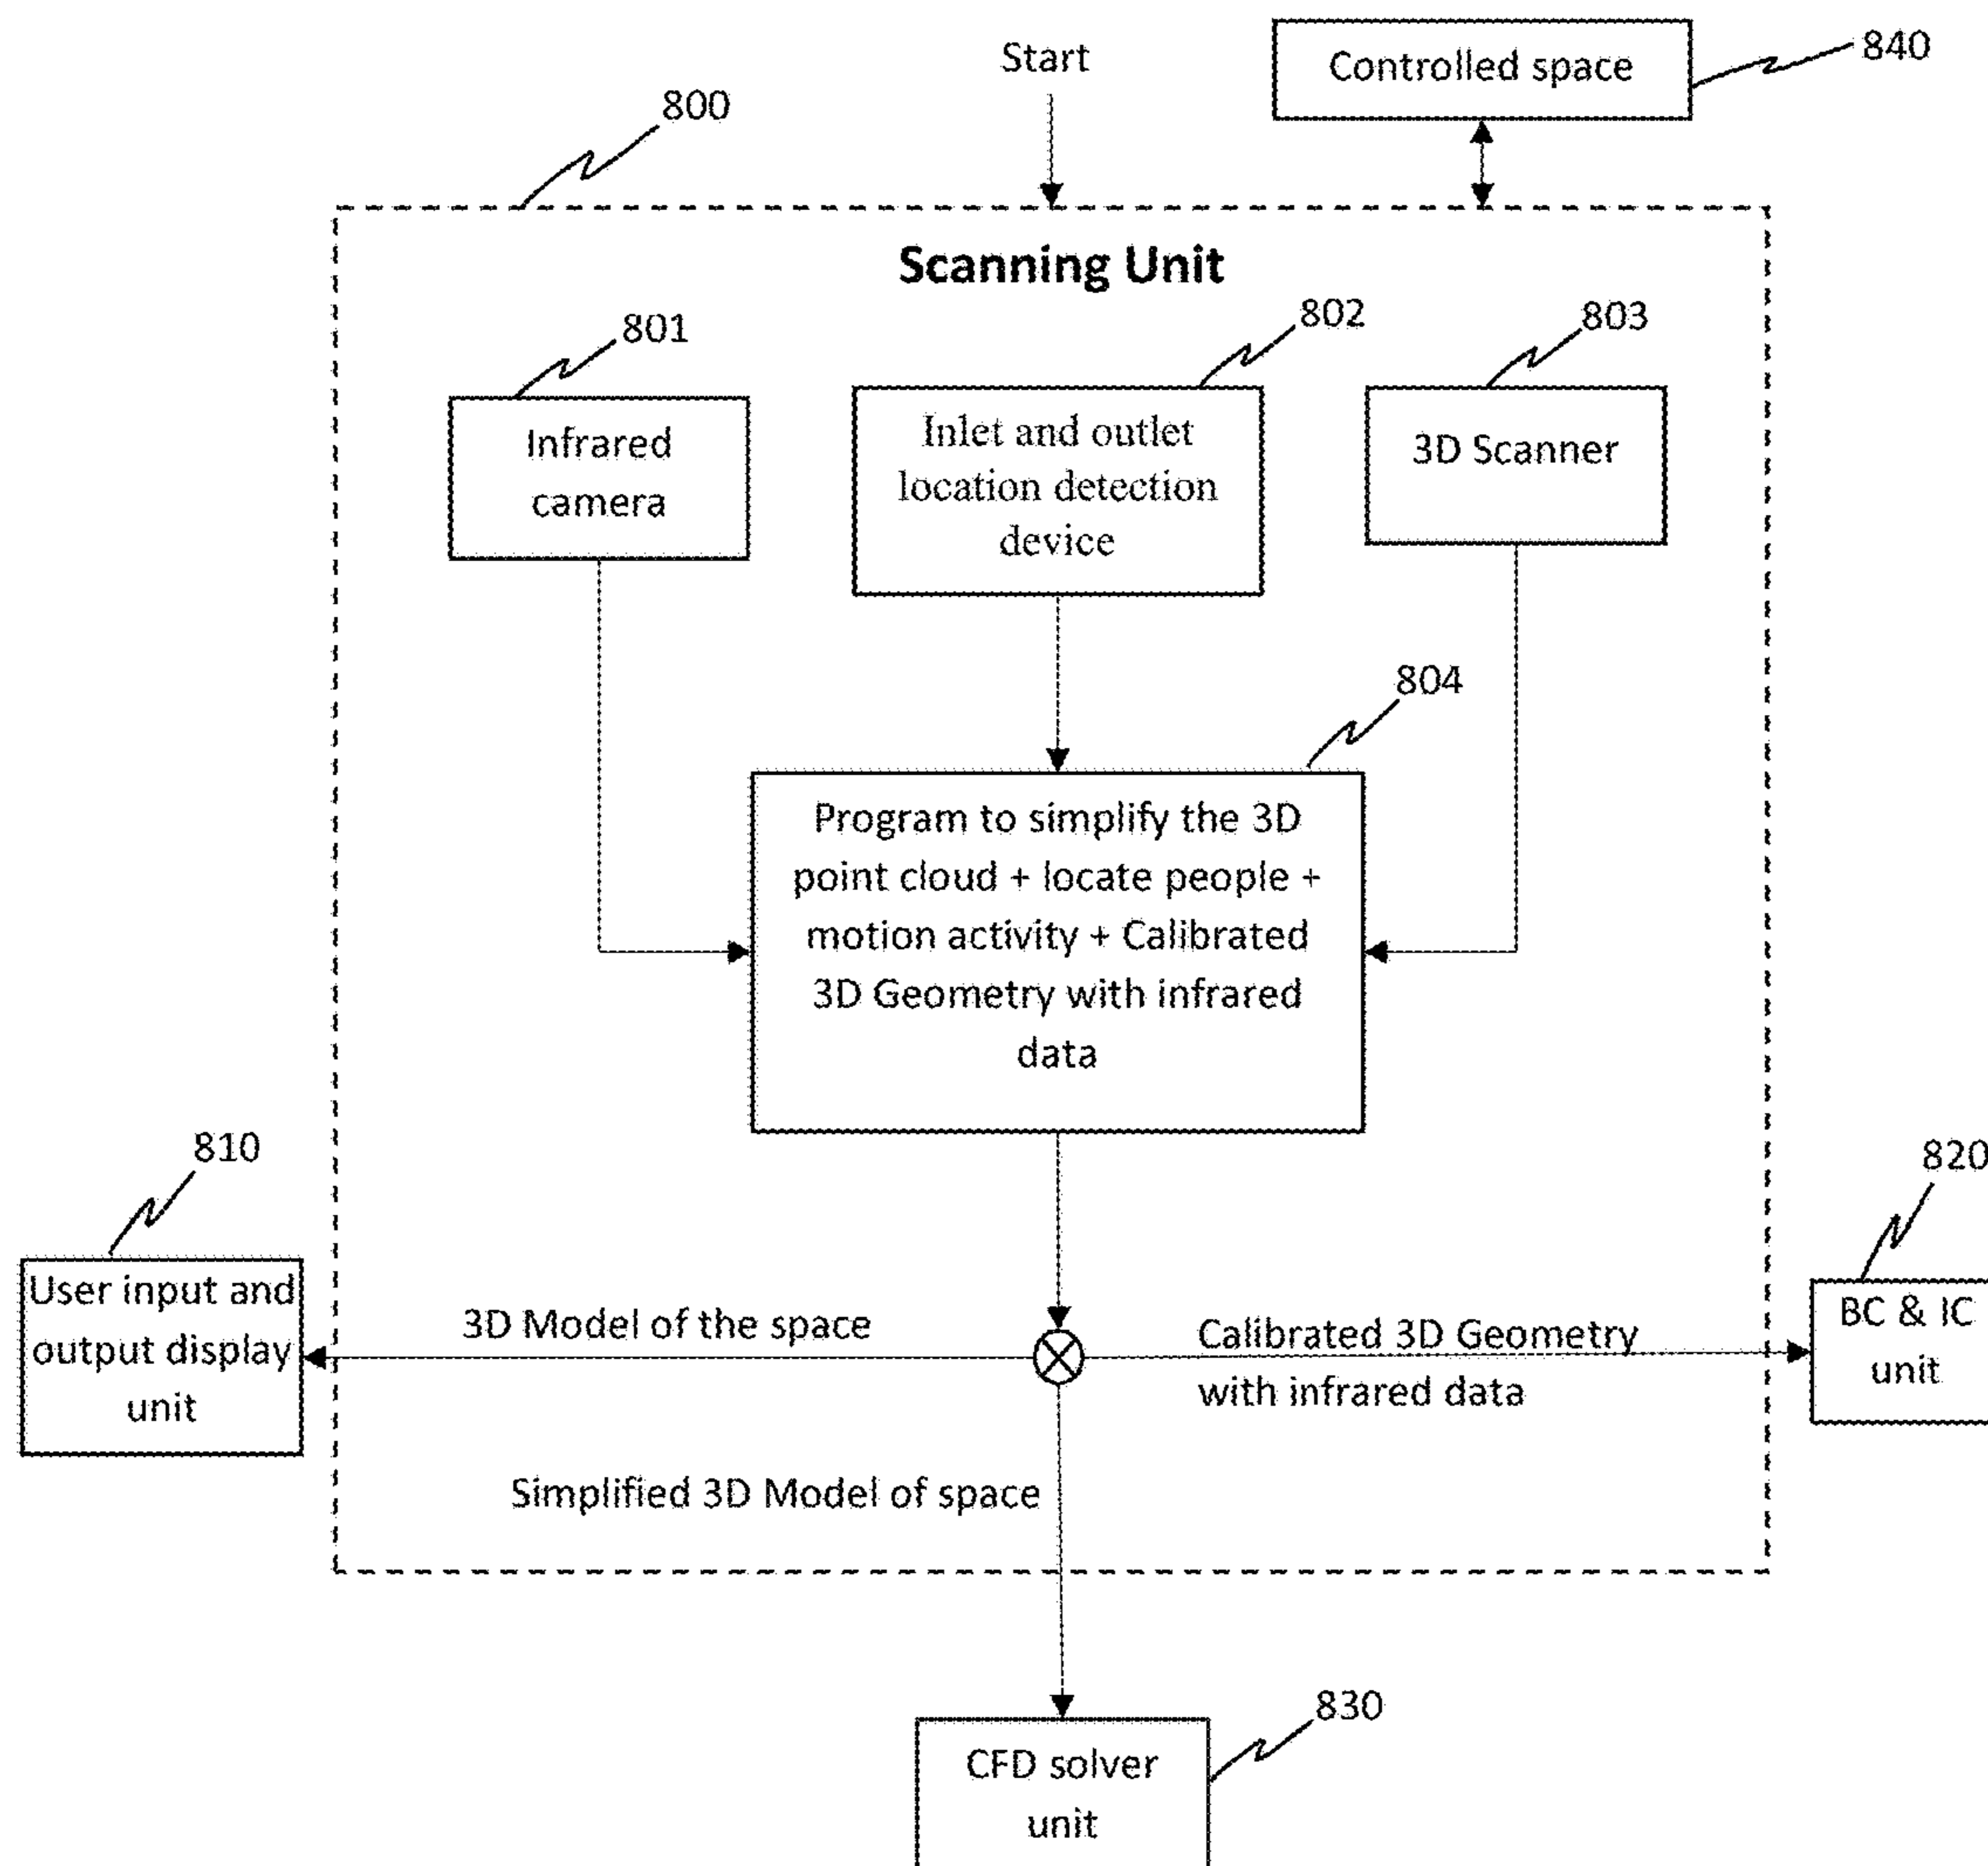 Start
Controlled space
840
800
Scanning Unit
801
802
803
Infrared
camera
Inlet and outlet
location detection
device
3D Scanner
804
Program to simplify the 3D
point cloud + locate people +
motion activity + Calibrated
3D Geometry with infrared
data
810
820
User input and
output display
unit
3D Model of the space
Calibrated 3D Geometry
with infrared data
BC & IC
unit
Simplified 3D Model of space
830
CFD solver
unit